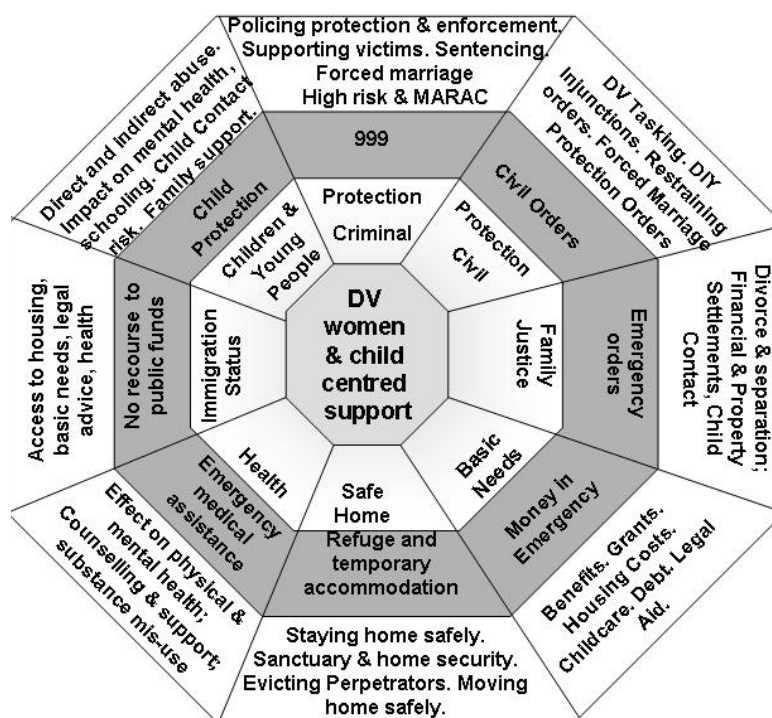 Policing protection & enforcement.
Supporting victims. Sentencing.
Forced marriage
High risk & MARAC
999
Protection
Criminal
DV Tasking. DIY
Injunctions. Restraining
orders. Forced Marriage
Protection Orders
Civil Orders
Protection
Civil
Divorce & separation;
Financial & Property
Settlements, Child
Contact
Emergency
orders
Family
Justice
Benefits. Grants.
Housing Costs.
Childcare. Debt. Legal
Aid.
Money in
Emergency
Basic
Needs
Staying home safely.
Sanctuary & home security.
Evicting Perpetrators. Moving
home safely.
Refuge and
temporary
accommodation
Safe
Home
Effect on physical &
mental health;
Counselling & support;
substance mis-use
Emergency
medical
assistance
Health
Access to housing,
basic needs, legal
advice, health
No recourse to
public funds
Immigration
Status
Direct and indirect abuse.
Impact on mental health,
schooling. Child Contact
risk. Family support.
Child
Protection
Children &
Young
People
DV
women
& child
centred
support